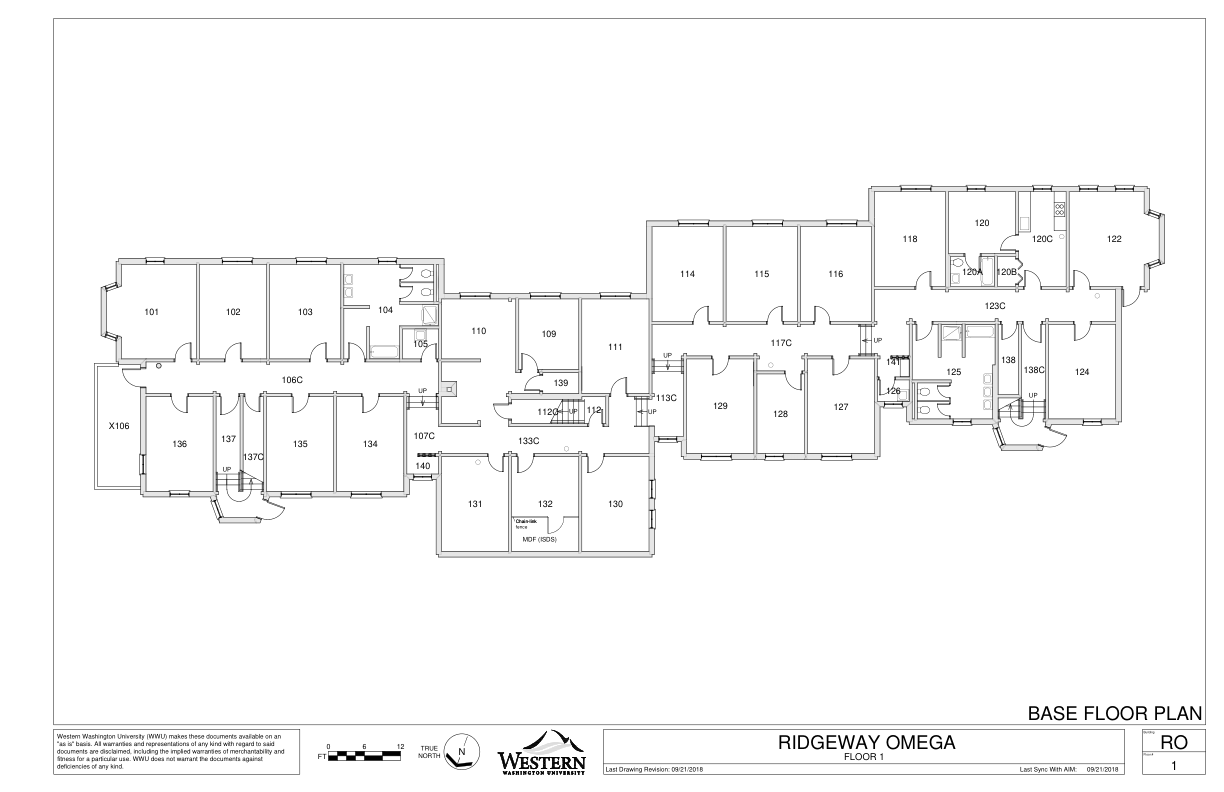 118
120
120C
122
120A
120B
114
115
116
123C
101
102
103
104
105
110
109
111
117C
UP
141
126
125
138
138C
124
UP
106C
139
UP
113C
129
128
127
UP
X106
136
137
137C
135
134
107C
112C
UP
112
UP
133C
UP
140
131
132
130
Chain-link
fence
MDF (ISDS)
BASE FLOOR PLAN
Western Washington University (WWU) makes these documents available on an
"as is" basis. All warranties and representations of any kind with regard to said
documents are disclaimed, including the implied warranties of merchantability and
fitness for a particular use. WWU does not warrant the documents against
deficiencies of any kind.
0 6 12
FT
TRUE
NORTH
N
WESTERN
WASHINGTON UNIVERSITY
RIDGEWAY OMEGA
FLOOR 1
Last Drawing Revision: 09/21/2018
Last Sync With AIM: 09/21/2018
Building
RO
1